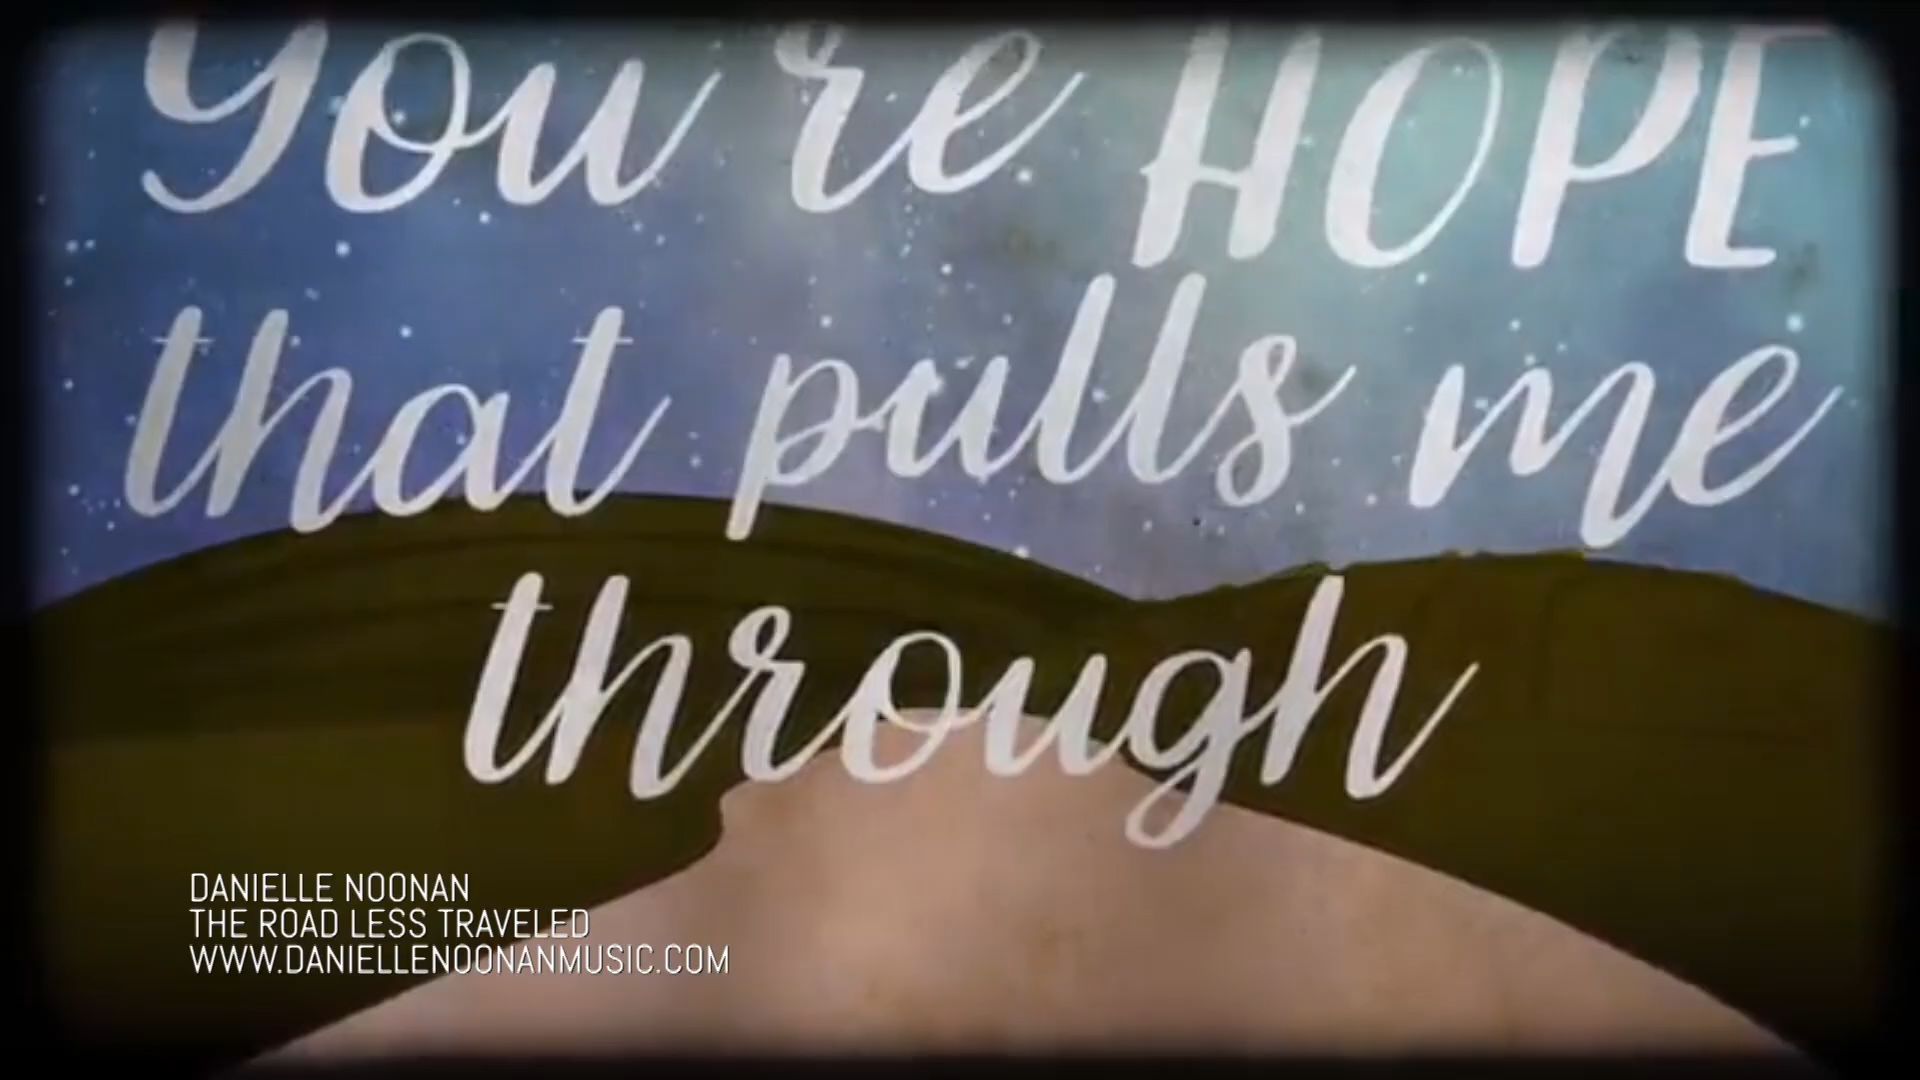 You're HOPE
that pulls me
through
DANIELLE NOONAN
THE ROAD LESS TRAVELED
WWW.DANIELLENOONANMUSIC.COM